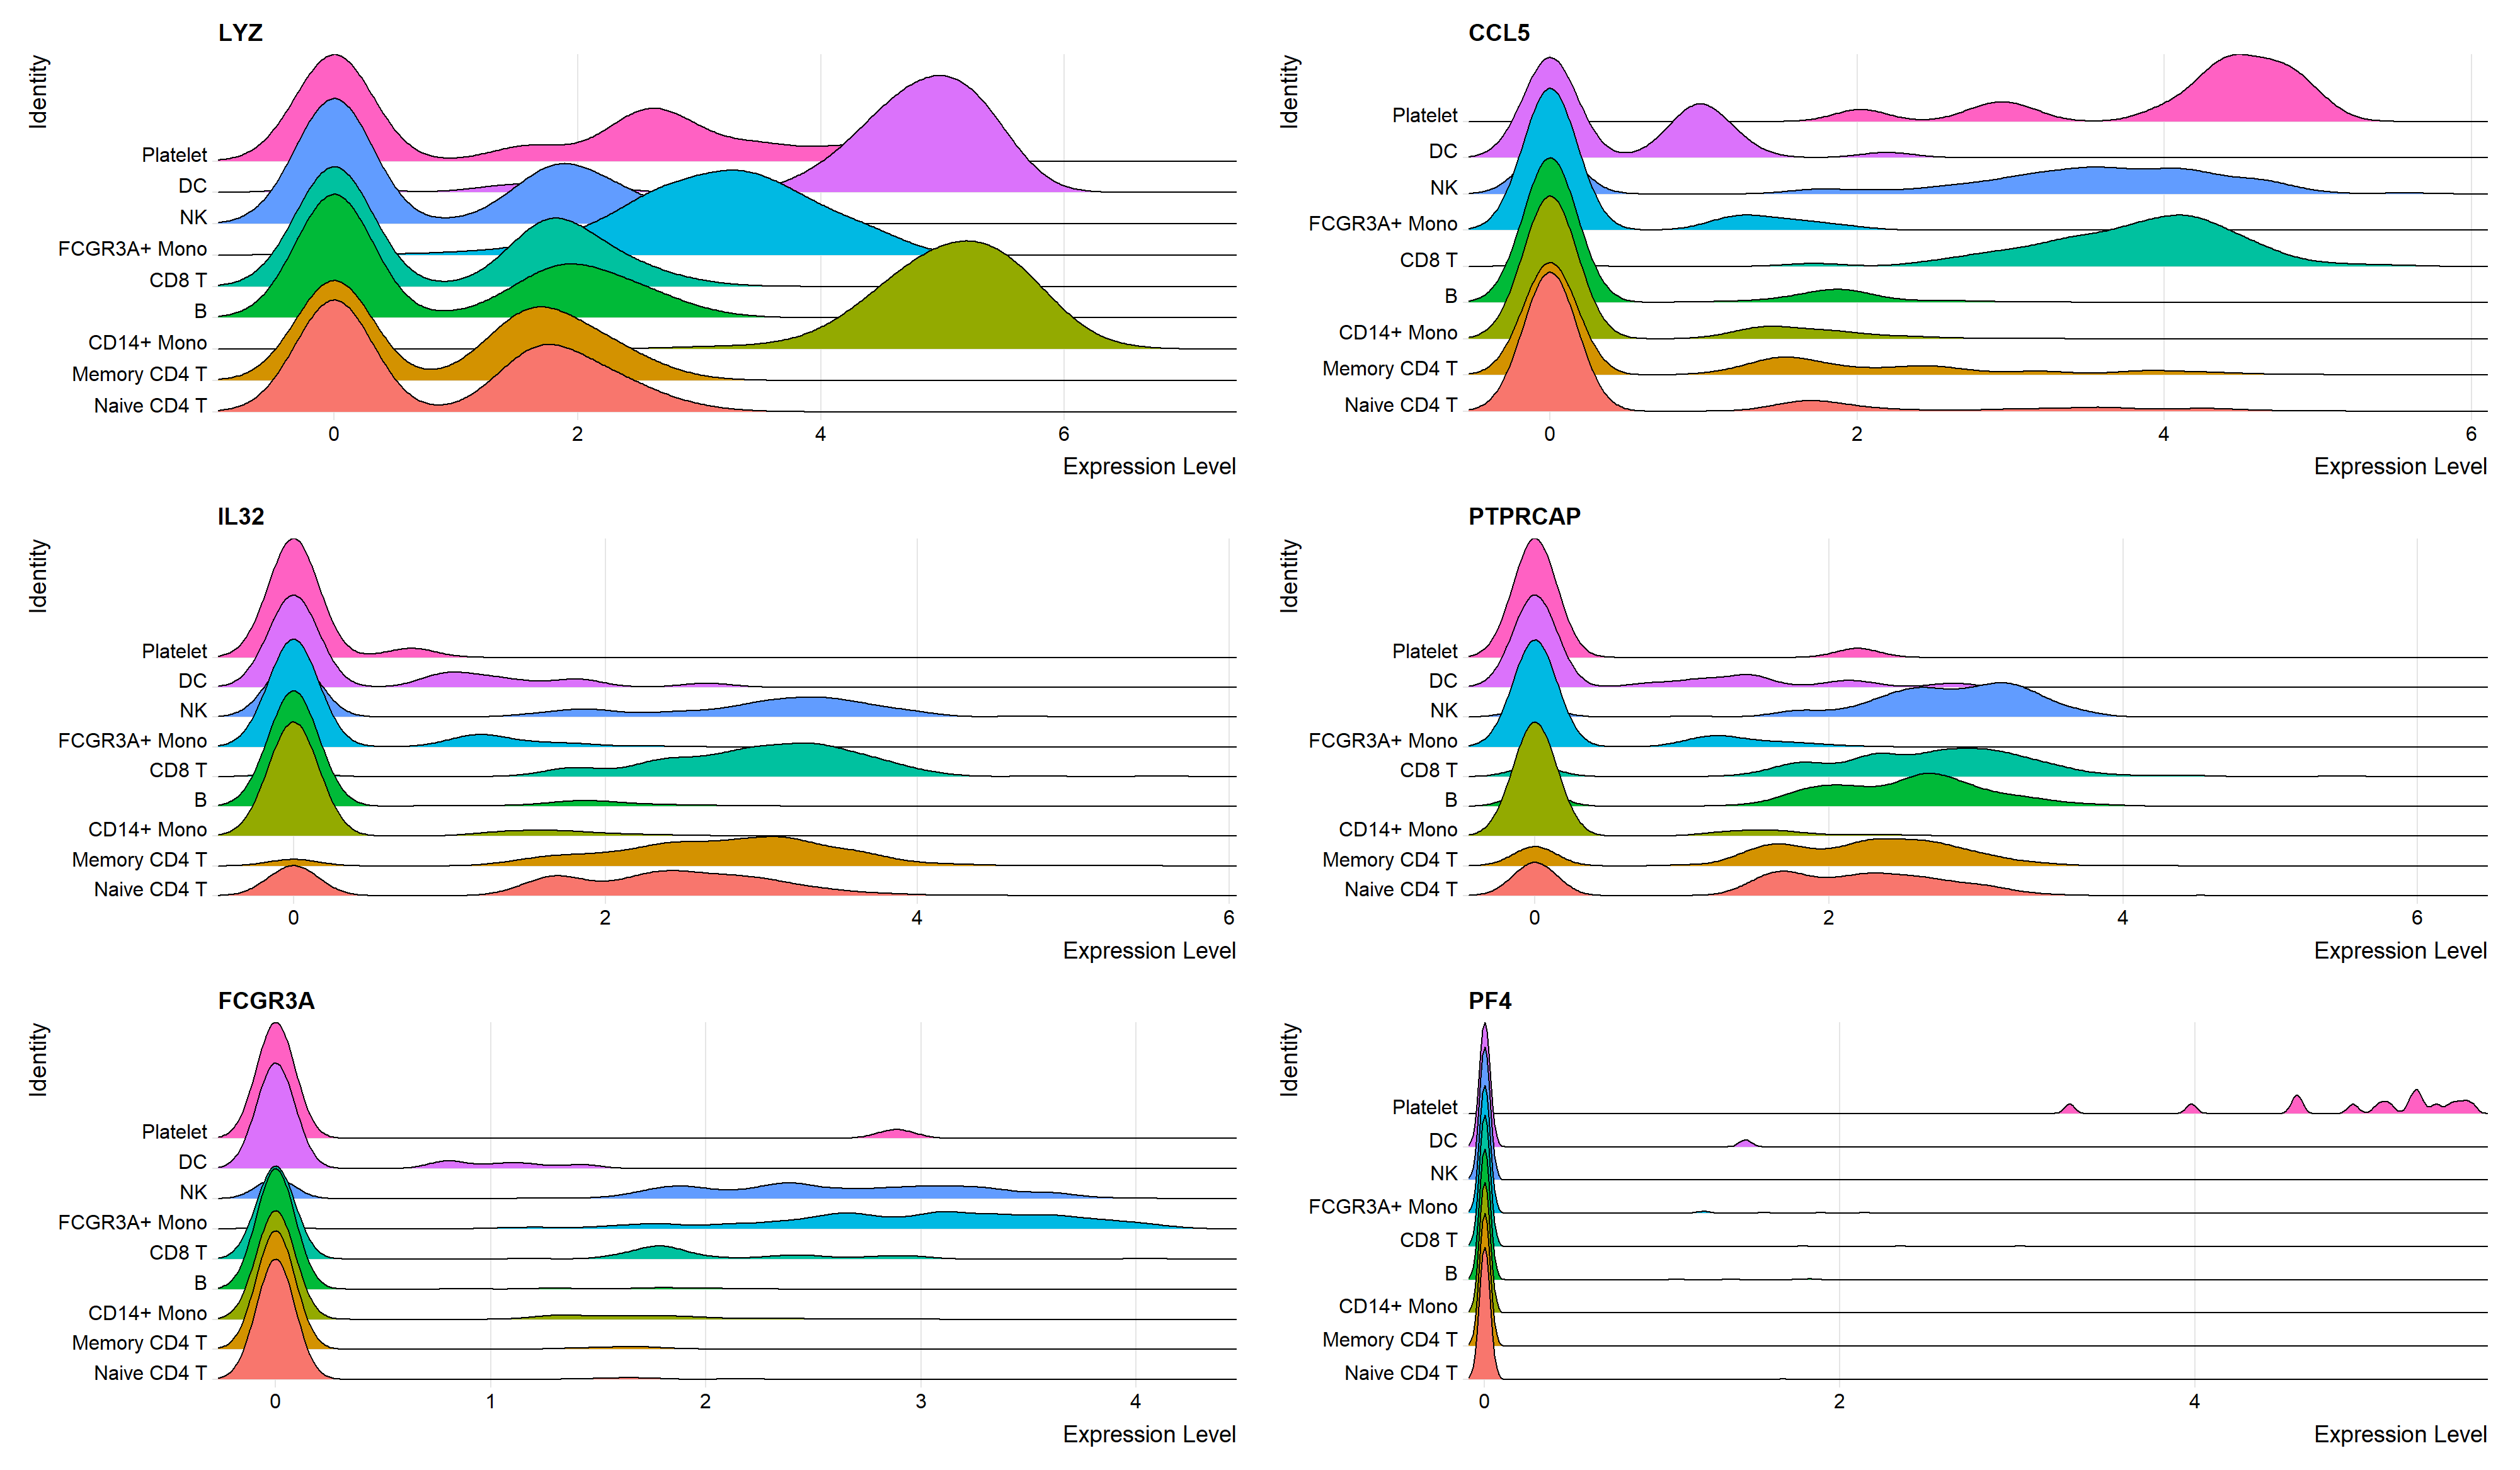 LYZ
Identity
Platelet
DC
NK
FCGR3A+ Mono
CD8 T
B
CD14+ Mono
Memory CD4 T
Naive CD4 T
0 2 4 6
Expression Level
CCL5
Identity
Platelet
DC
NK
FCGR3A+ Mono
CD8 T
B
CD14+ Mono
Memory CD4 T
Naive CD4 T
0 2 4 6
Expression Level
IL32
Identity
Platelet
DC
NK
FCGR3A+ Mono
CD8 T
B
CD14+ Mono
Memory CD4 T
Naive CD4 T
0 2 4 6
Expression Level
PTPRCAP
Identity
Platelet
DC
NK
FCGR3A+ Mono
CD8 T
B
CD14+ Mono
Memory CD4 T
Naive CD4 T
0 2 4 6
Expression Level
FCGR3A
Identity
Platelet
DC
NK
FCGR3A+ Mono
CD8 T
B
CD14+ Mono
Memory CD4 T
Naive CD4 T
0 1 2 3 4
Expression Level
PF4
Identity
Platelet
DC
NK
FCGR3A+ Mono
CD8 T
B
CD14+ Mono
Memory CD4 T
Naive CD4 T
0 2 4
Expression Level